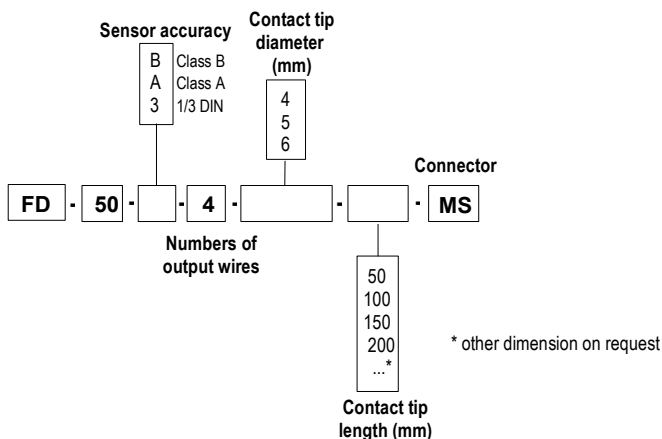 Sensor accuracy
B Class B
A Class A
3 1/3 DIN
Contact tip
diameter
(mm)
4
5
6
Connector
FD - 50 - - 4 - - - MS
Numbers of
output wires
50
100
150
200
...*
* other dimension on request
Contact tip
length (mm)